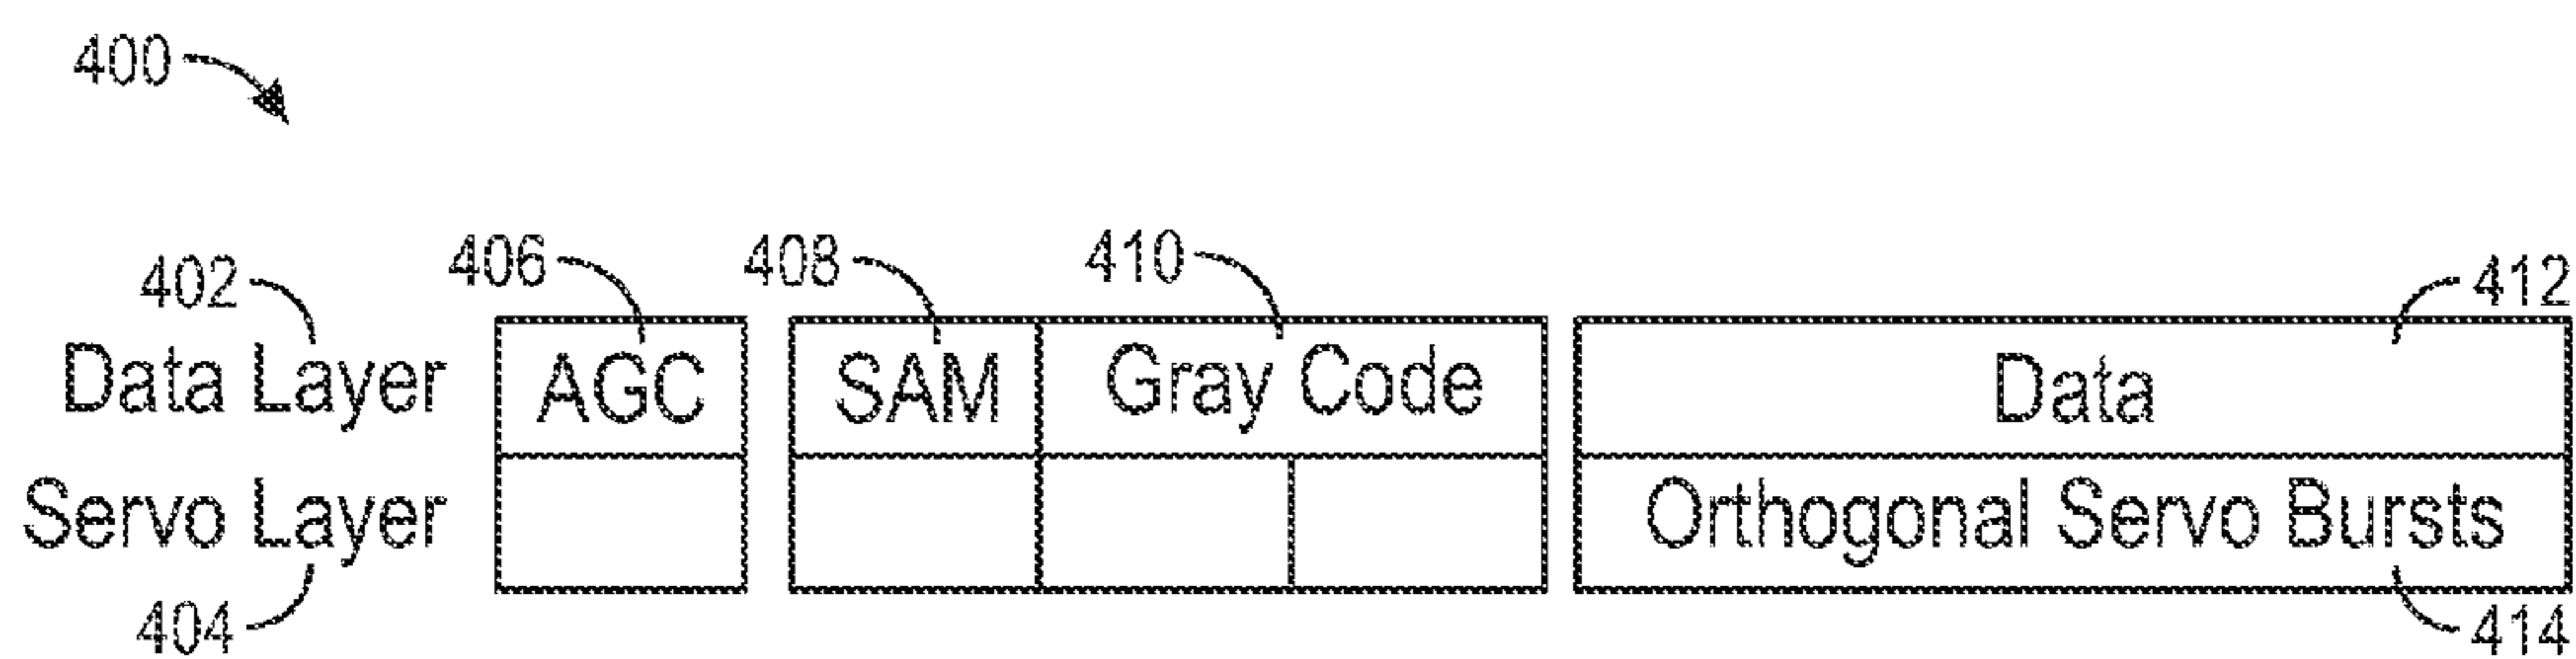 400
406 408 410
402 412
Data Layer AGC SAM Gray Code Data
Servo Layer Orthogonal Servo Bursts
404 414